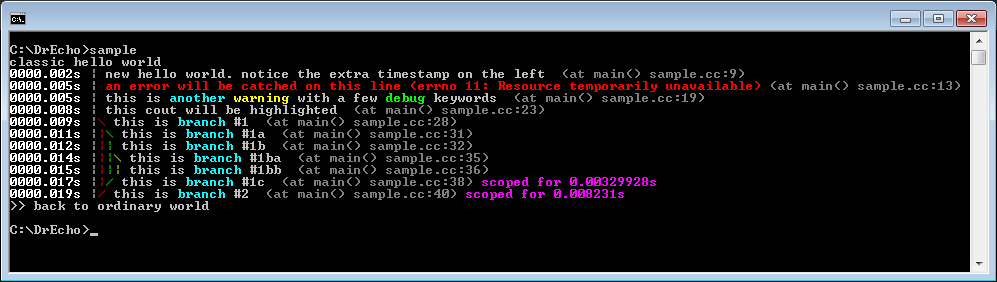 C:\DrEcho>sample
classic hello world
0000.002s ¦ new hello world. notice the extra timestamp on the left  (at main() sample.cc:9)
0000.005s ¦ an error will be catched on this line (errno 11: Resource temporarily unavailable) (at main() sample.cc:13)
0000.005s ¦ this is another warning with a few debug keywords  (at main() sample.cc:19)
0000.008s ¦ this cout will be highlighted  (at main() sample.cc:23)
0000.009s ¦\ this is branch #1  (at main() sample.cc:28)
0000.011s ¦¦\ this is branch #1a  (at main() sample.cc:31)
0000.012s ¦¦¦ this is branch #1b  (at main() sample.cc:32)
0000.014s ¦¦¦\ this is branch #1ba  (at main() sample.cc:35)
0000.015s ¦¦¦¦ this is branch #1bb  (at main() sample.cc:36)
0000.017s ¦¦/ this is branch #1c  (at main() sample.cc:38) scoped for 0.00329928s
0000.019s ¦/ this is branch #2  (at main() sample.cc:40) scoped for 0.008231s
>> back to ordinary world
C:\DrEcho>_